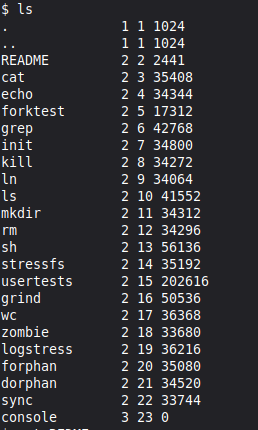 $ ls
. 1 1 1024
.. 1 1 1024
README 2 2 2441
cat 2 3 35408
echo 2 4 34344
forktest 2 5 17312
grep 2 6 42768
init 2 7 34800
kill 2 8 34272
ln 2 9 34064
ls 2 10 41552
mkdir 2 11 34312
rm 2 12 34296
sh 2 13 56136
stressfs 2 14 35192
usertests 2 15 202616
grind 2 16 50536
wc 2 17 36368
zombie 2 18 33680
logstress 2 19 36216
forphan 2 20 35080
dorphan 2 21 34520
sync 2 22 33744
console 3 23 0